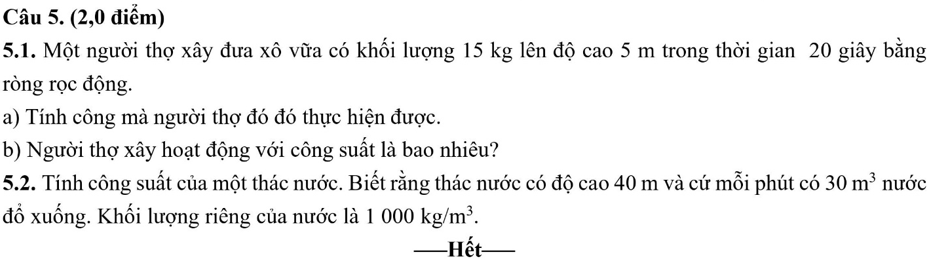 Câu 5. (2,0 điểm)
5.1. Một người thợ xây đưa xô vữa có khối lượng 15 kg lên độ cao 5 m trong thời gian 20 giây bằng
ròng rọc động.
a) Tính công mà người thợ đó đó thực hiện được.
b) Người thợ xây hoạt động với công suất là bao nhiêu?
5.2. Tính công suất của một thác nước. Biết rằng thác nước có độ cao 40 m và cứ mỗi phút có 30 m³ nước
đổ xuống. Khối lượng riêng của nước là 1 000 kg/m³.
——Hết——